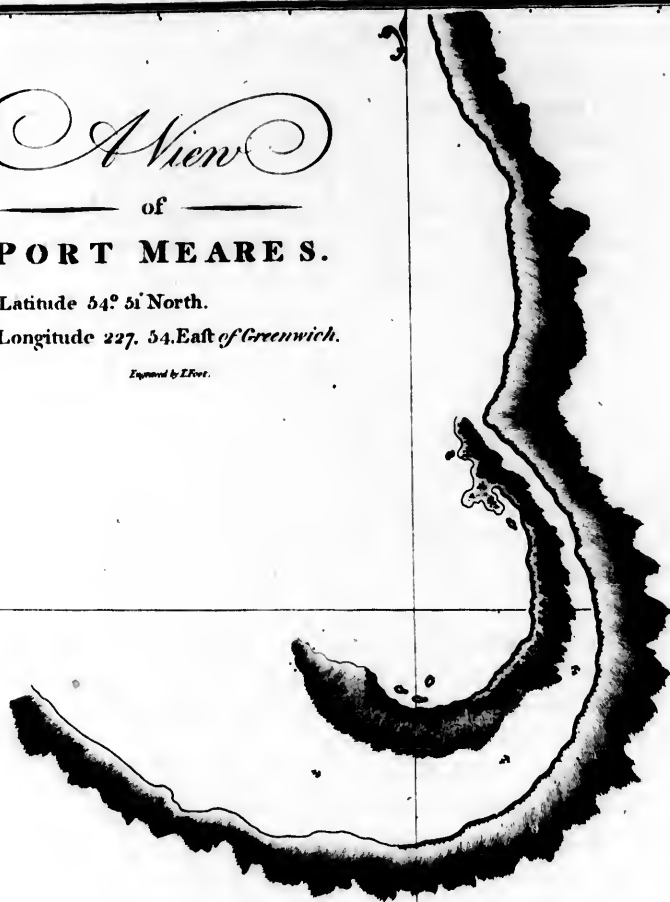 A View
of
PORT MEARES.
Latitude 54° 51' North.
Longitude 227. 54. East of Greenwich.
Engraved by T. Foot.